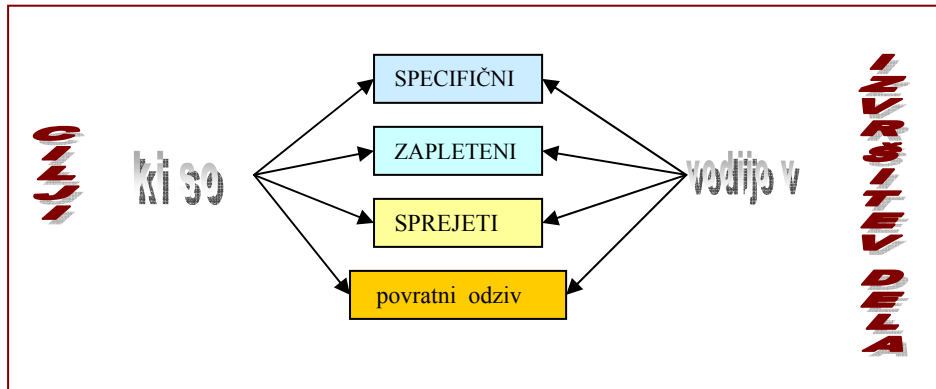 CILJI
ki so
SPECIFIČNI
ZAPLETENI
SPREJETI
povratni odziv
vodijo v
IZVRŠITEV DELA